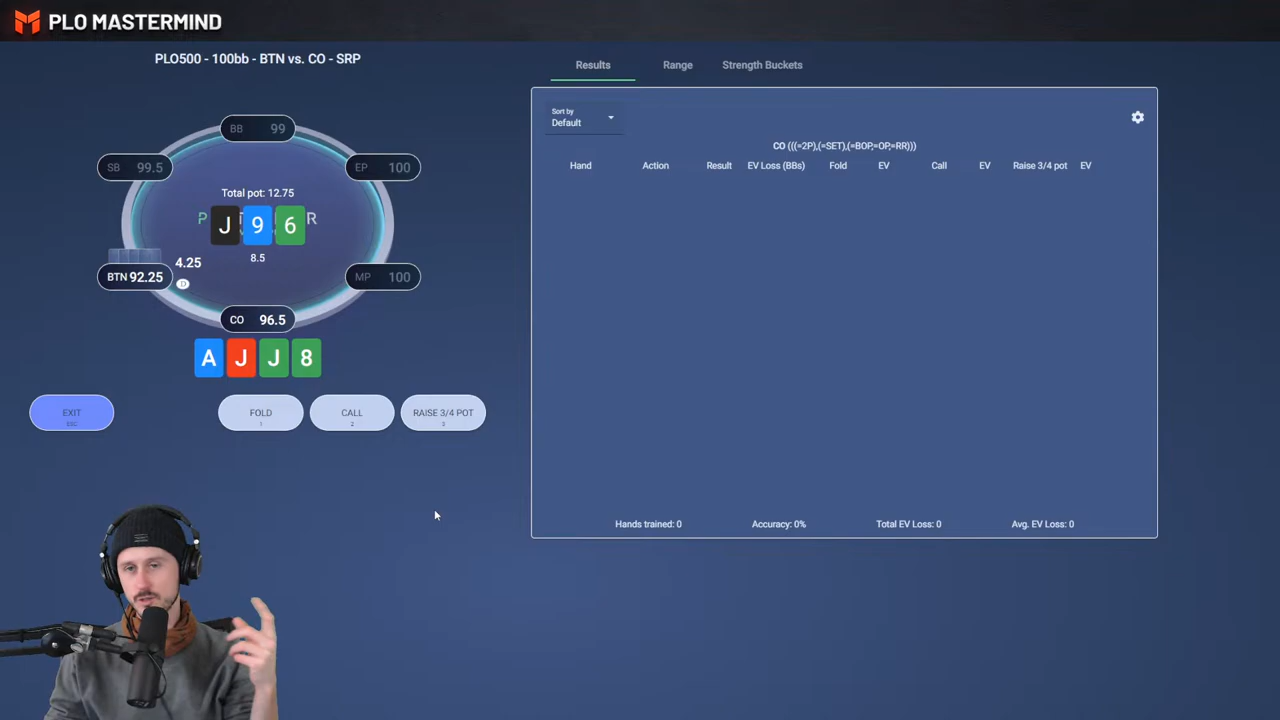 PLO MASTERMIND
PLO500 - 100bb - BTN vs. CO - SRP
BB 99
SB 99.5
EP 100
Total pot: 12.75
P R
J 9 6
8.5
4.25
BTN 92.25
D
MP 100
CO 96.5
A J J 8
EXIT
ESC
FOLD
1
CALL
2
RAISE 3/4 POT
3
Results Range Strength Buckets
Sort by
Default
CO (((=2P),(=SET),(=BOP,=OP,=RR)))
Hand Action Result EV Loss (BBs) Fold EV Call EV Raise 3/4 pot EV
Hands trained: 0 Accuracy: 0% Total EV Loss: 0 Avg. EV Loss: 0